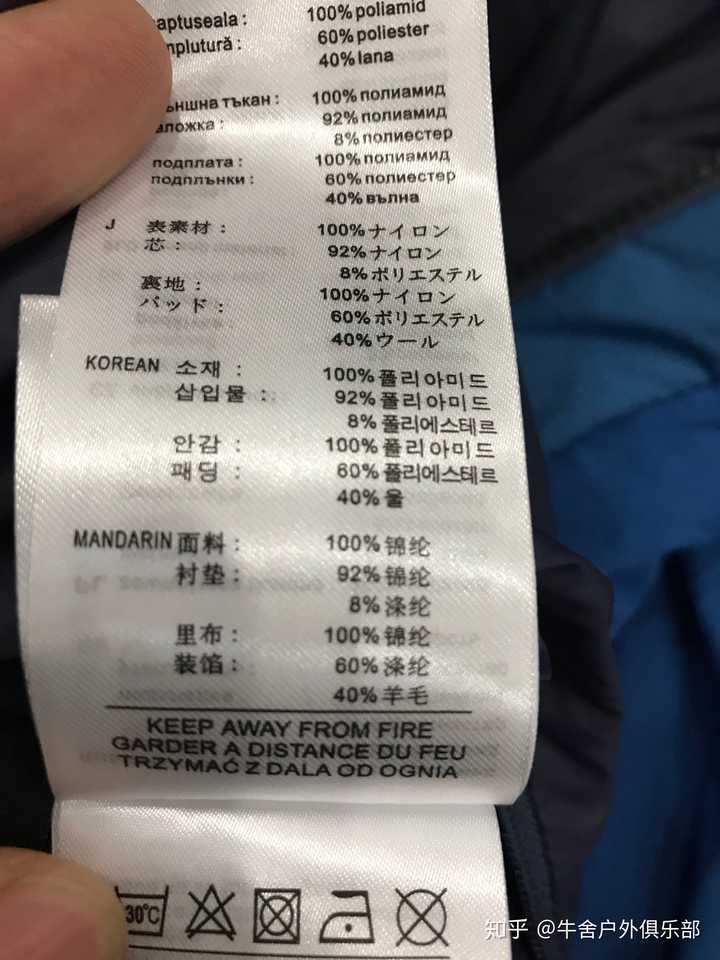 aptuseala : 100% poliamid
mplutură : 60% poliester
40% lana
ъншна тъкан : 100% полиамид
аложка : 92% полиамид
8% полиестер
подплата : 100% полиамид
подплънки : 60% полиестер
40% вълна
J 表素材 : 100% ナイロン
芯 : 92% ナイロン
8% ポリエステル
裏地 : 100% ナイロン
パッド : 60% ポリエステル
40% ウール
KOREAN 소재 : 100% 폴리아미드
삽입물 : 92% 폴리아미드
8% 폴리에스테르
안감 : 100% 폴리아미드
패딩 : 60% 폴리에스테르
40% 울
MANDARIN 面料 : 100% 锦纶
衬垫 : 92% 锦纶
8% 涤纶
里布 : 100% 锦纶
装馅 : 60% 涤纶
40% 羊毛
KEEP AWAY FROM FIRE
GARDER A DISTANCE DU FEU
TRZYMAĆ Z DALA OD OGNIA
30°C
知乎 @牛舍户外俱乐部